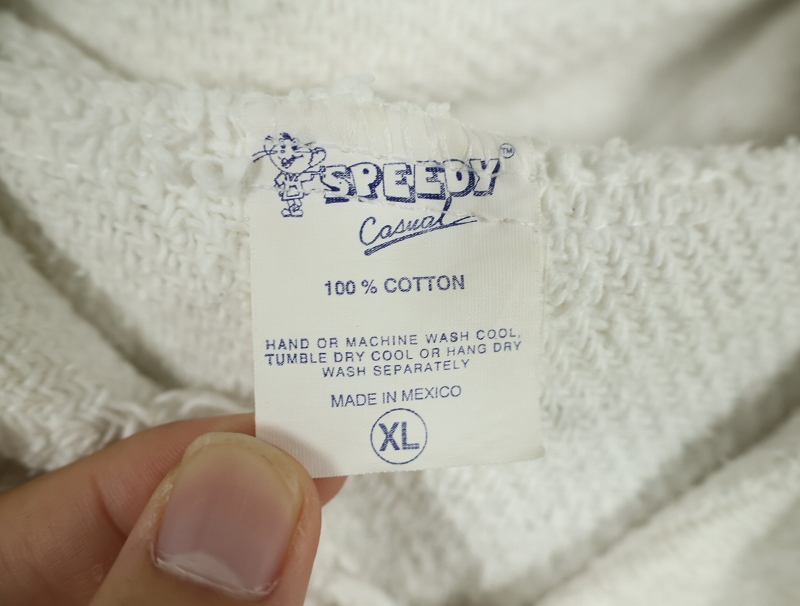 SPEEDY™
Casual
100 % COTTON
HAND OR MACHINE WASH COOL,
TUMBLE DRY COOL OR HANG DRY
WASH SEPARATELY
MADE IN MEXICO
XL